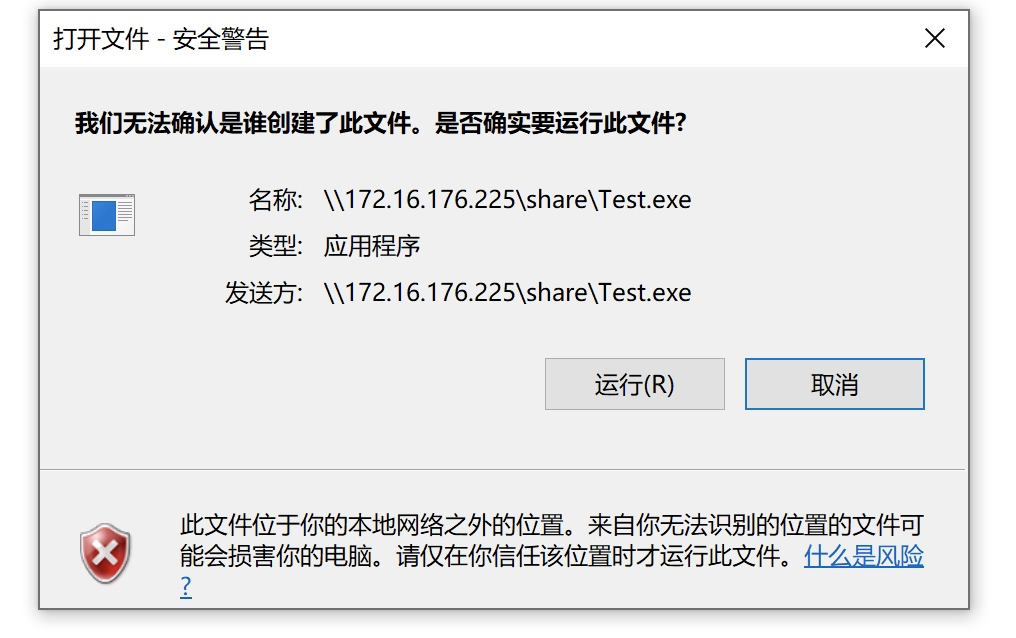 打开文件 - 安全警告
我们无法确认是谁创建了此文件。是否确实要运行此文件?
名称: \\172.16.176.225\share\Test.exe
类型: 应用程序
发送方: \\172.16.176.225\share\Test.exe
运行(R) 取消
此文件位于你的本地网络之外的位置。来自你无法识别的位置的文件可
能会损害你的电脑。请仅在你信任该位置时才运行此文件。什么是风险
?